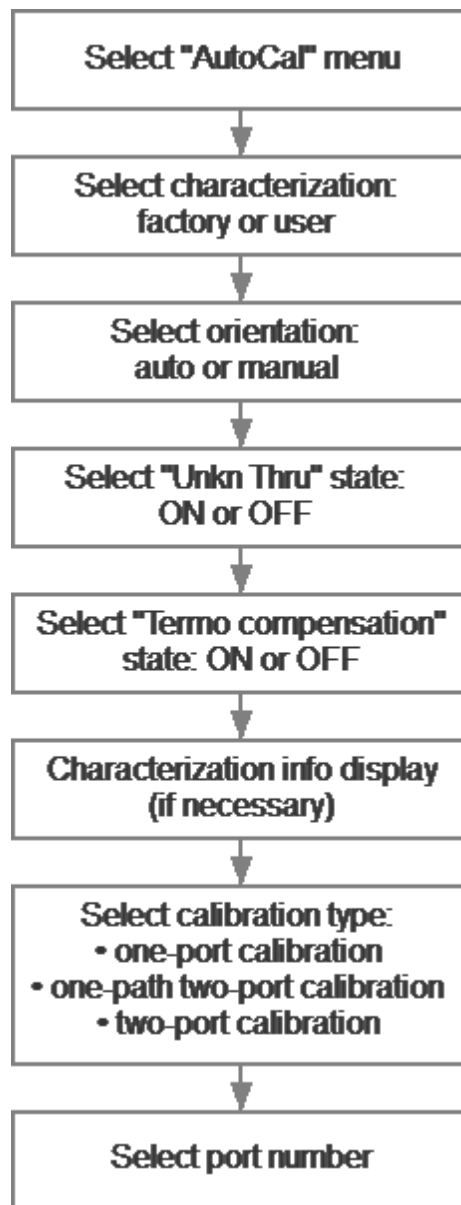 Select "AutoCal" menu
Select characterization:
factory or user
Select orientation:
auto or manual
Select "Unkn Thru" state:
ON or OFF
Select "Termo compensation"
state: ON or OFF
Characterization info display
(if necessary)
Select calibration type:
• one-port calibration
• one-path two-port calibration
• two-port calibration
Select port number